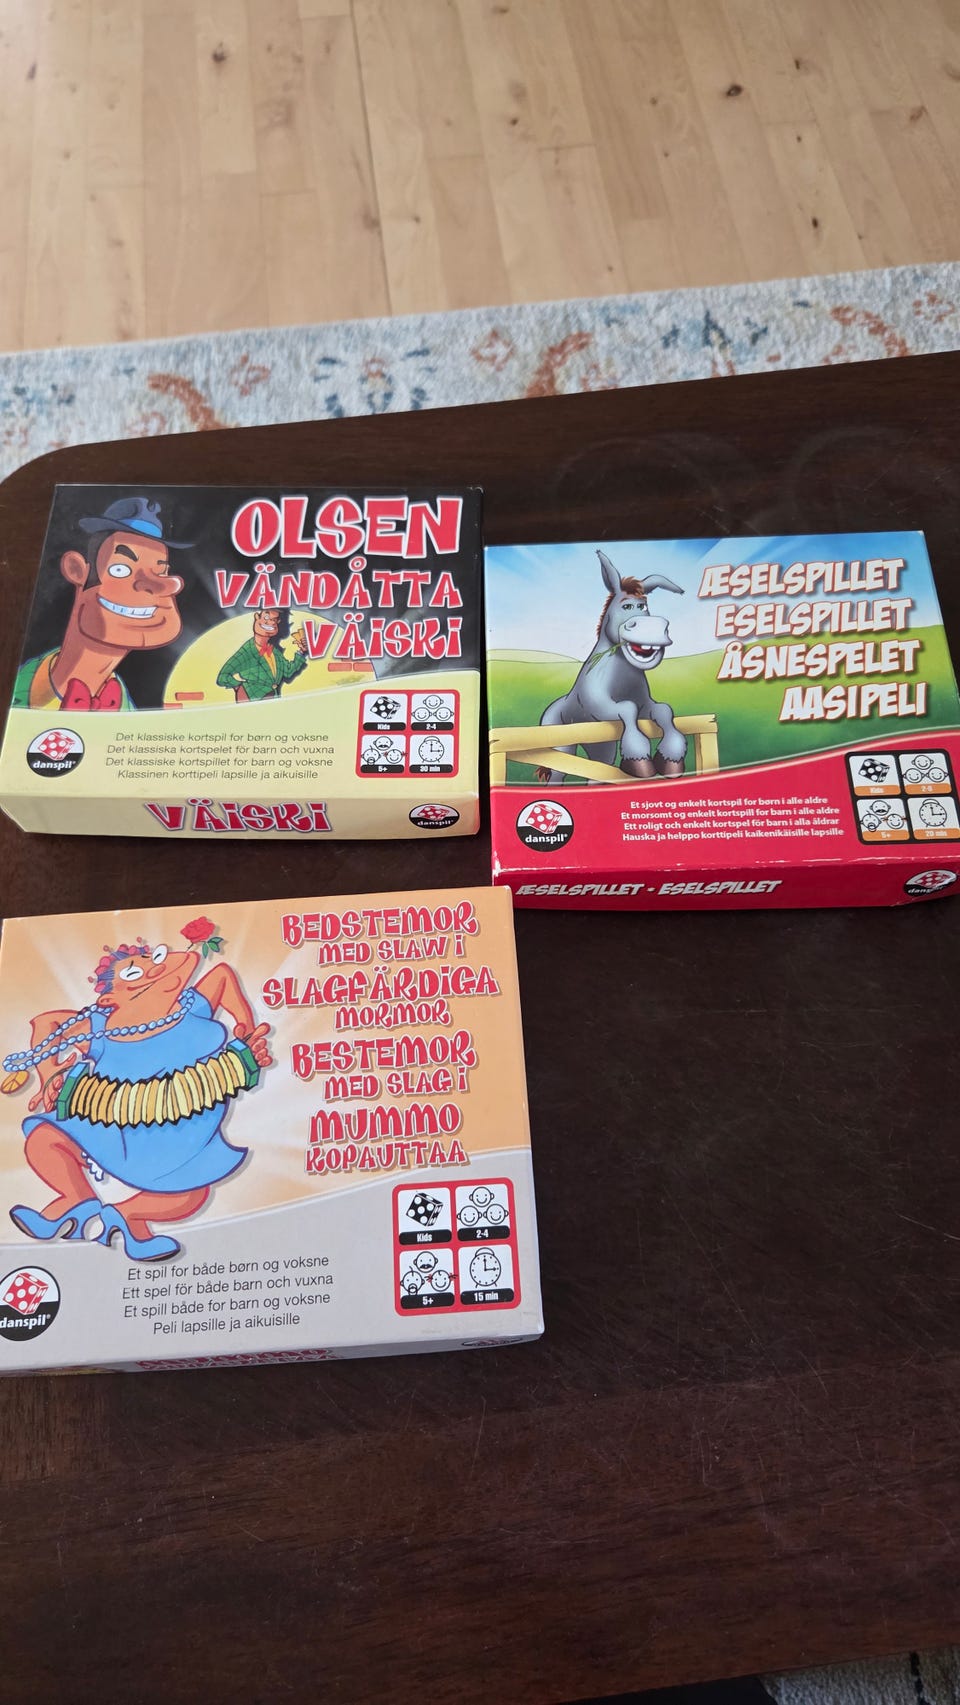 OLSEN
VÄNDÅTTA
VÄISKI
Det klassiske kortspil for børn og voksne
Det klassiska kortspelet för barn och vuxna
Det klassiske kortspillet for barn og voksne
Klassinen korttipeli lapsille ja aikuisille
Kids
2-4
5+
30 min
danspil®
VÄISKI
danspil®
ÆSELSPILLET
ESELSPILLET
ÅSNESPELET
AASIPELI
Et sjovt og enkelt kortspil for børn i alle aldre
Et morsomt og enkelt kortspill for barn i alle aldre
Ett roligt och enkelt kortspel för barn i alla åldrar
Hauska ja helppo korttipeli kaikenikäisille lapsille
Kids
5+
20 min
danspil®
ÆSELSPILLET • ESELSPILLET
danspil®
BEDSTEMOR
MED SLAW I
SLAGFÄRDIGA
MORMOR
BESTEMOR
MED SLAG I
MUMMO
KOPAUTTAA
Et spil for både børn og voksne
Ett spel för både barn och vuxna
Et spill både for barn og voksne
Peli lapsille ja aikuisille
Kids
2-4
5+
15 min
danspil®